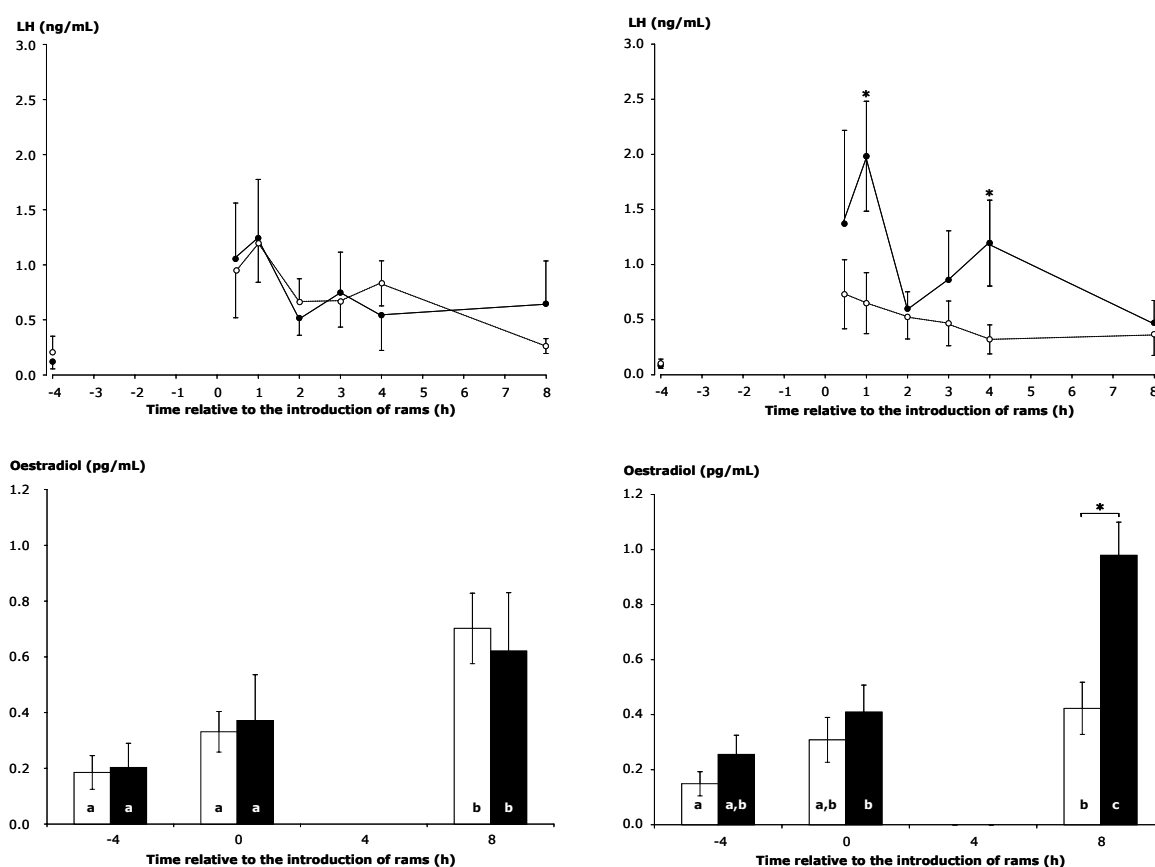 LH (ng/mL)
3.0
2.5
2.0
1.5
1.0
0.5
0.0
-4 -3 -2 -1 0 1 2 3 4 5 6 7 8
Time relative to the introduction of rams (h)
LH (ng/mL)
3.0
2.5
*
2.0
1.5
*
1.0
0.5
0.0
-4 -3 -2 -1 0 1 2 3 4 5 6 7 8
Time relative to the introduction of rams (h)
Oestradiol (pg/mL)
1.2
1.0
0.8
0.6
0.4
0.2
a a a a b b
0.0
-4 0 8
Time relative to the introduction of rams (h)
Oestradiol (pg/mL)
1.2
*
1.0
0.8
0.6
0.4
0.2
a a,b a,b b b c
0.0
-4 0 8
Time relative to the introduction of rams (h)